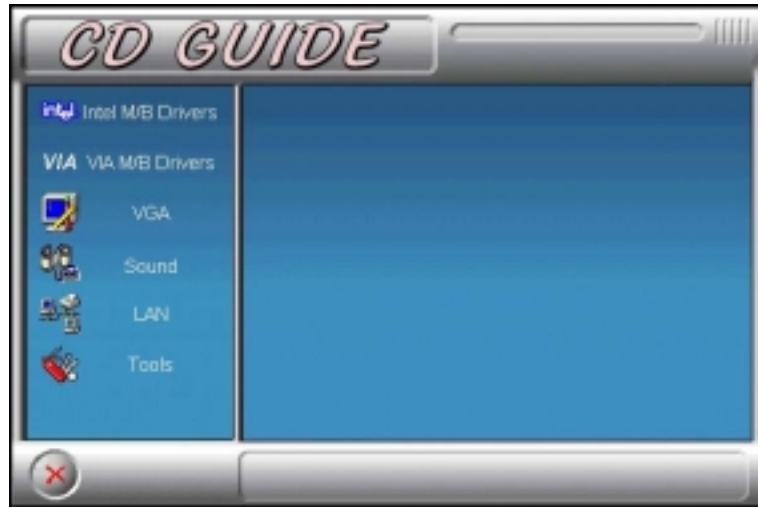 CD GUIDE
intel Intel M/B Drivers
VIA VIA M/B Drivers
VGA
Sound
LAN
Tools